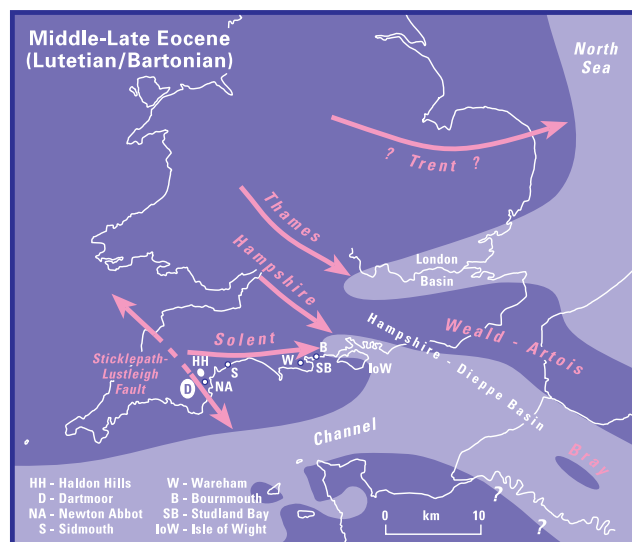 Middle-Late Eocene
(Lutetian/Bartonian)
North
Sea
? Trent ?
Thames
Hampshire
London
Basin
Solent
Weald - Artois
Hampshire - Dieppe Basin
Sticklepath-
Lustleigh
Fault
HH
D
NA
S
W
B
SB
IoW
Channel
Bray
?
?
HH - Haldon Hills
D - Dartmoor
NA - Newton Abbot
S - Sidmouth
W - Wareham
B - Bournmouth
SB - Studland Bay
IoW - Isle of Wight
0 km 10